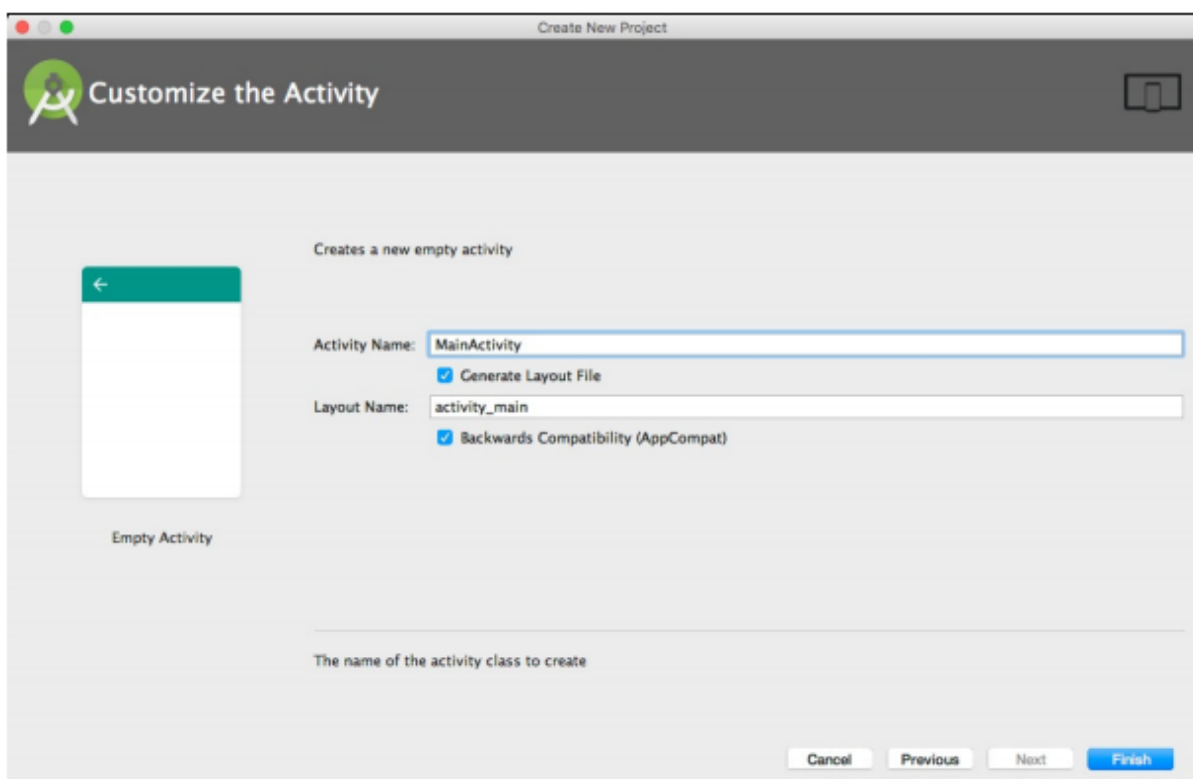 Create New Project
Customize the Activity
Creates a new empty activity
Activity Name: MainActivity
Generate Layout File
Layout Name: activity_main
Backwards Compatibility (AppCompat)
Empty Activity
The name of the activity class to create
Cancel Previous Next Finish